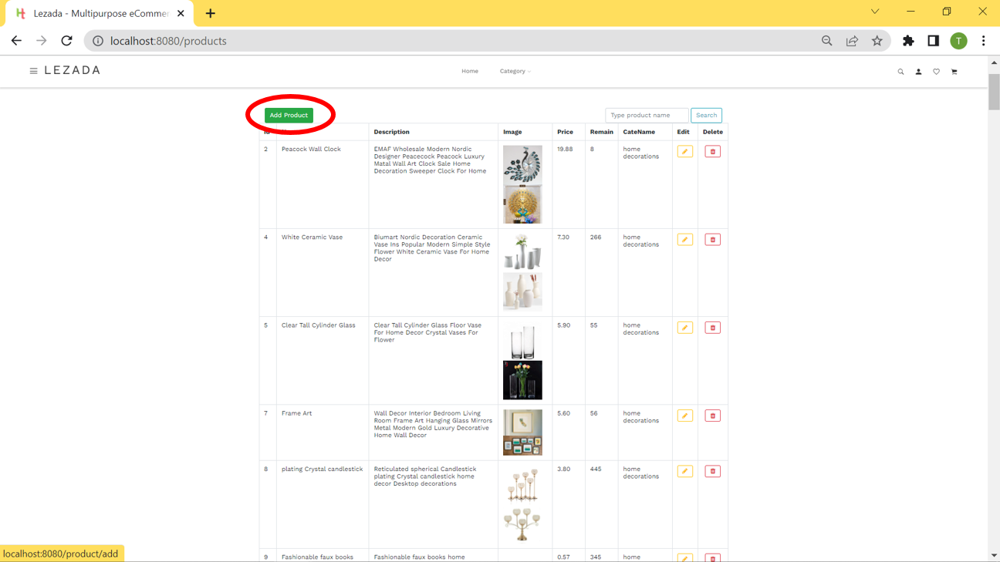 Lezada - Multipurpose eComme
localhost:8080/products
T
LEZADA
Home Category
Add Product
Type product name Search
Id Description Image Price Remain CateName Edit Delete
2 Peacock Wall Clock EMAF Wholesale Modern Nordic 19.88 8 home
Designer Peacecock Peacock Luxury decorations
Matal Wall Art Clock Sale Home
Decoration Sweeper Clock For Home
4 White Ceramic Vase Biumart Nordic Decoration Ceramic 7.30 266 home
Vase Ins Popular Modern Simple Style decorations
Flower White Ceramic Vase For Home
Decor
5 Clear Tall Cylinder Glass Clear Tall Cylinder Glass Floor Vase 5.90 55 home
For Home Decor Crystal Vases For decorations
Flower
7 Frame Art Wall Decor Interior Bedroom Living 5.60 56 home
Room Frame Art Hanging Glass Mirrors decorations
Metal Modern Gold Luxury Decorative
Home Wall Decor
8 plating Crystal candlestick Reticulated spherical Candlestick 3.80 445 home
plating Crystal candlestick home decorations
decor Desktop decorations
9 Fashionable faux books Fashionable faux books home 0.57 345 home
localhost:8080/product/add